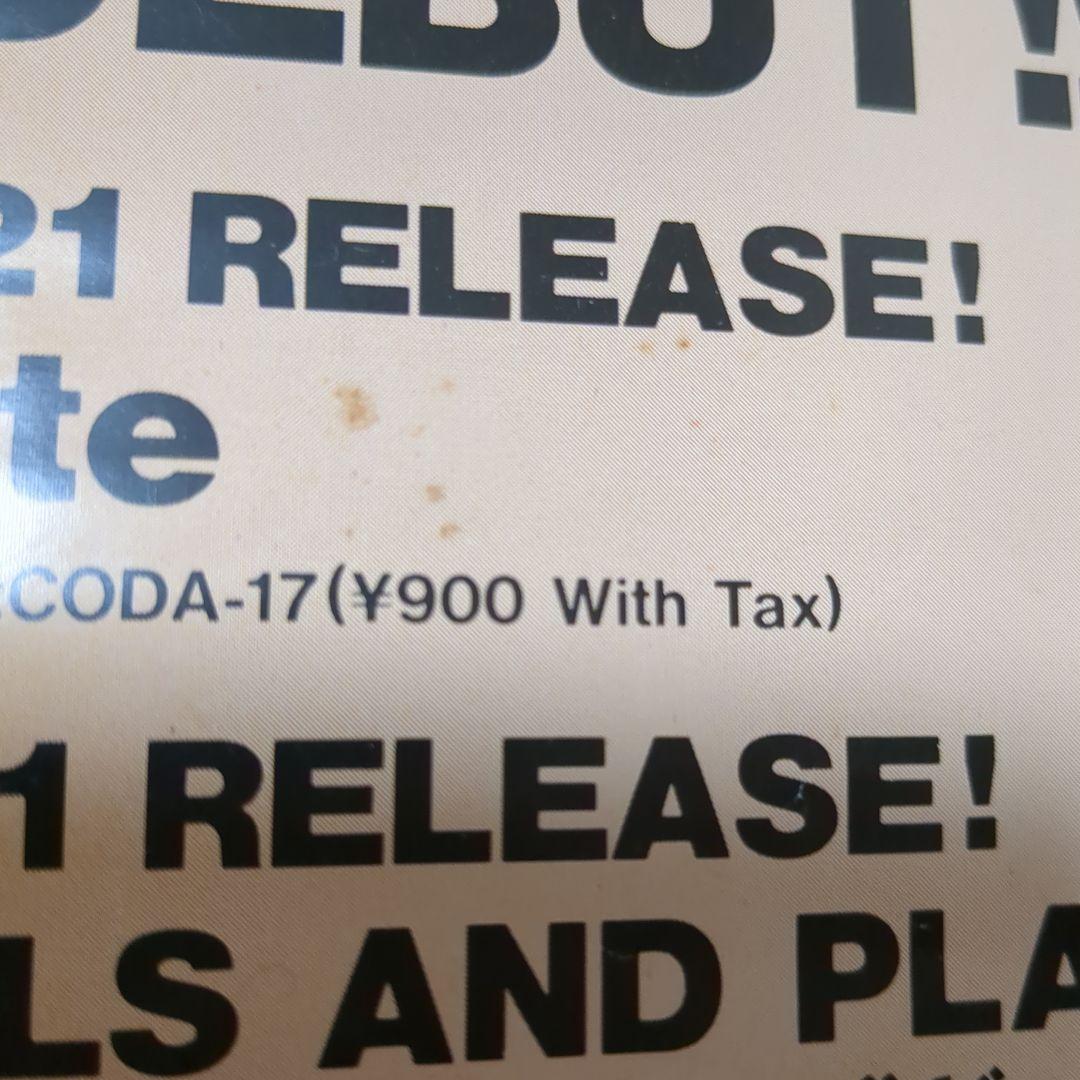 DEBUT!
21 RELEASE!
te
CODA-17(¥900 With Tax)
1 RELEASE!
LS AND PLA